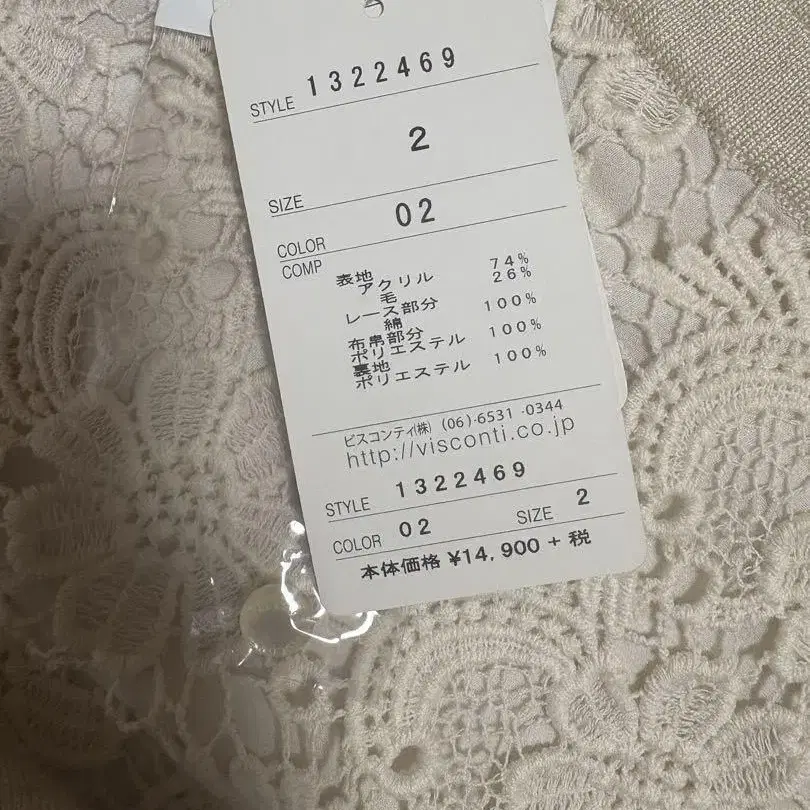 STYLE 1322469
2
SIZE
02
COLOR
COMP
表地
アクリル 74%
毛 26%
レース部分
綿 100%
布帛部分
ポリエステル 100%
裏地
ポリエステル 100%
ビスコンティ(株) (06)-6531-0344
http://visconti.co.jp
STYLE 1322469
COLOR 02 SIZE 2
本体価格 ¥14,900 + 税